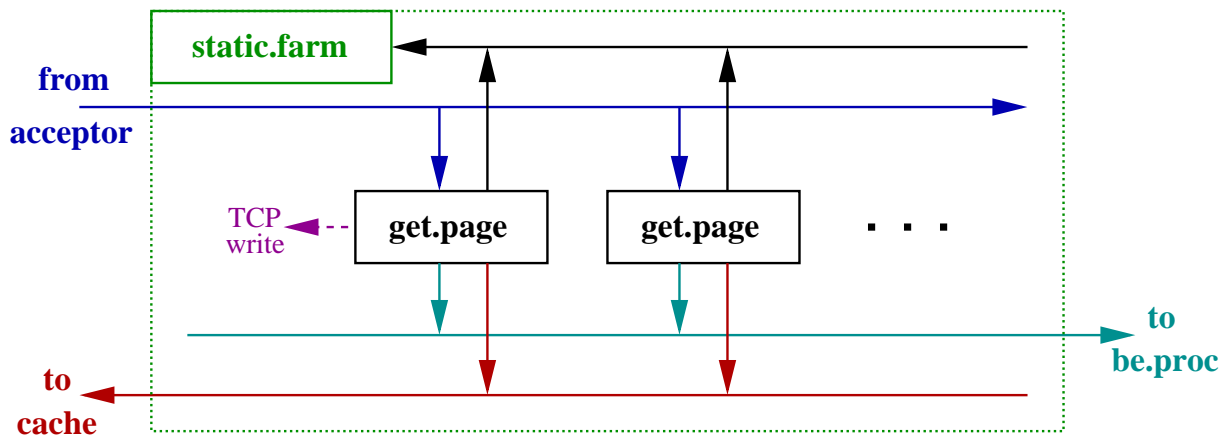 static.farm
from
acceptor
TCP
write
get.page
get.page
. . .
to
be.proc
to
cache